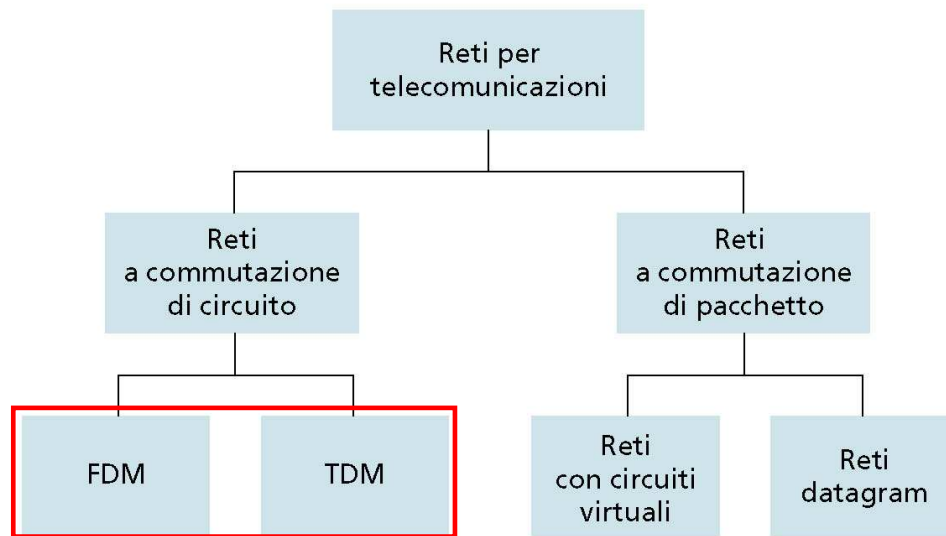 Reti per
telecomunicazioni
Reti
a commutazione
di circuito
Reti
a commutazione
di pacchetto
FDM
TDM
Reti
con circuiti
virtuali
Reti
datagram